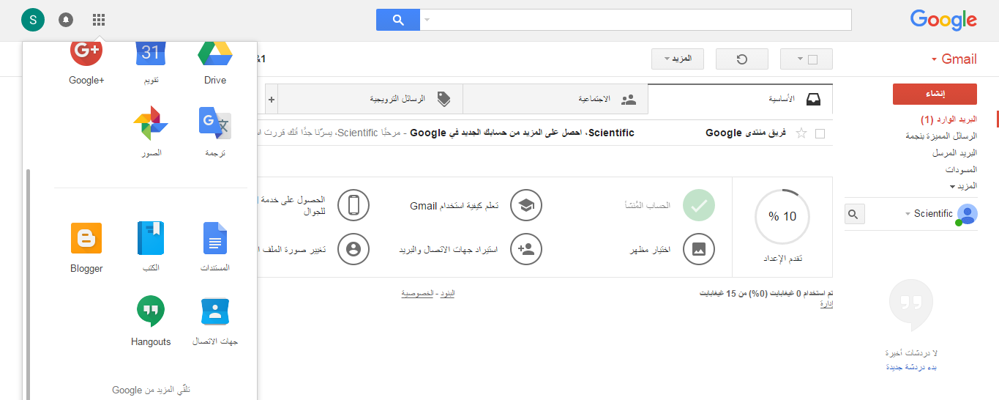 Google
S
Gmail
المزيد
1&
إنشاء
البريد الوارد (1)
الرسائل المميزة بنجمة
البريد المرسل
المسودات
المزيد
Scientific
لا دردشات أخيرة
بدء دردشة جديدة
الأساسية
الاجتماعية
الرسائل الترويجية
+
فريق منتدى Google
Scientific، احصل على المزيد من حسابك الجديد في Google - مرحبًا Scientific، يسرّنا جدًا أنك قررت
10 %
تقدم الإعداد
الحساب المُنشأ
تعلم كيفية استخدام Gmail
الحصول على خدمة
للجوال
اختيار مظهر
استيراد جهات الاتصال والبريد
تغيير صورة الملف
تم استخدام 0 غيغابايت (0%) من 15 غيغابايت
إدارة
البنود - الخصوصية
Drive
31
تقويم
G+
Google+
G
ترجمة
الصور
المستندات
الكتب
Blogger
جهات الاتصال
Hangouts
تلقّي المزيد من Google